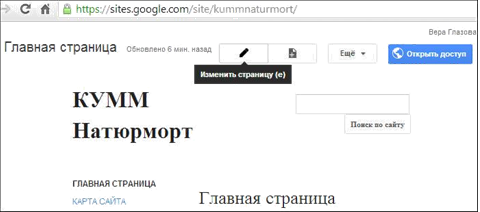 https://sites.google.com/site/kummnaturmort/
Вера Глазова
Главная страница Обновлено 6 мин. назад Ещё Открыть доступ
Изменить страницу (e)
КУММ
Натюрморт
Поиск по сайту
ГЛАВНАЯ СТРАНИЦА
КАРТА САЙТА
Главная страница